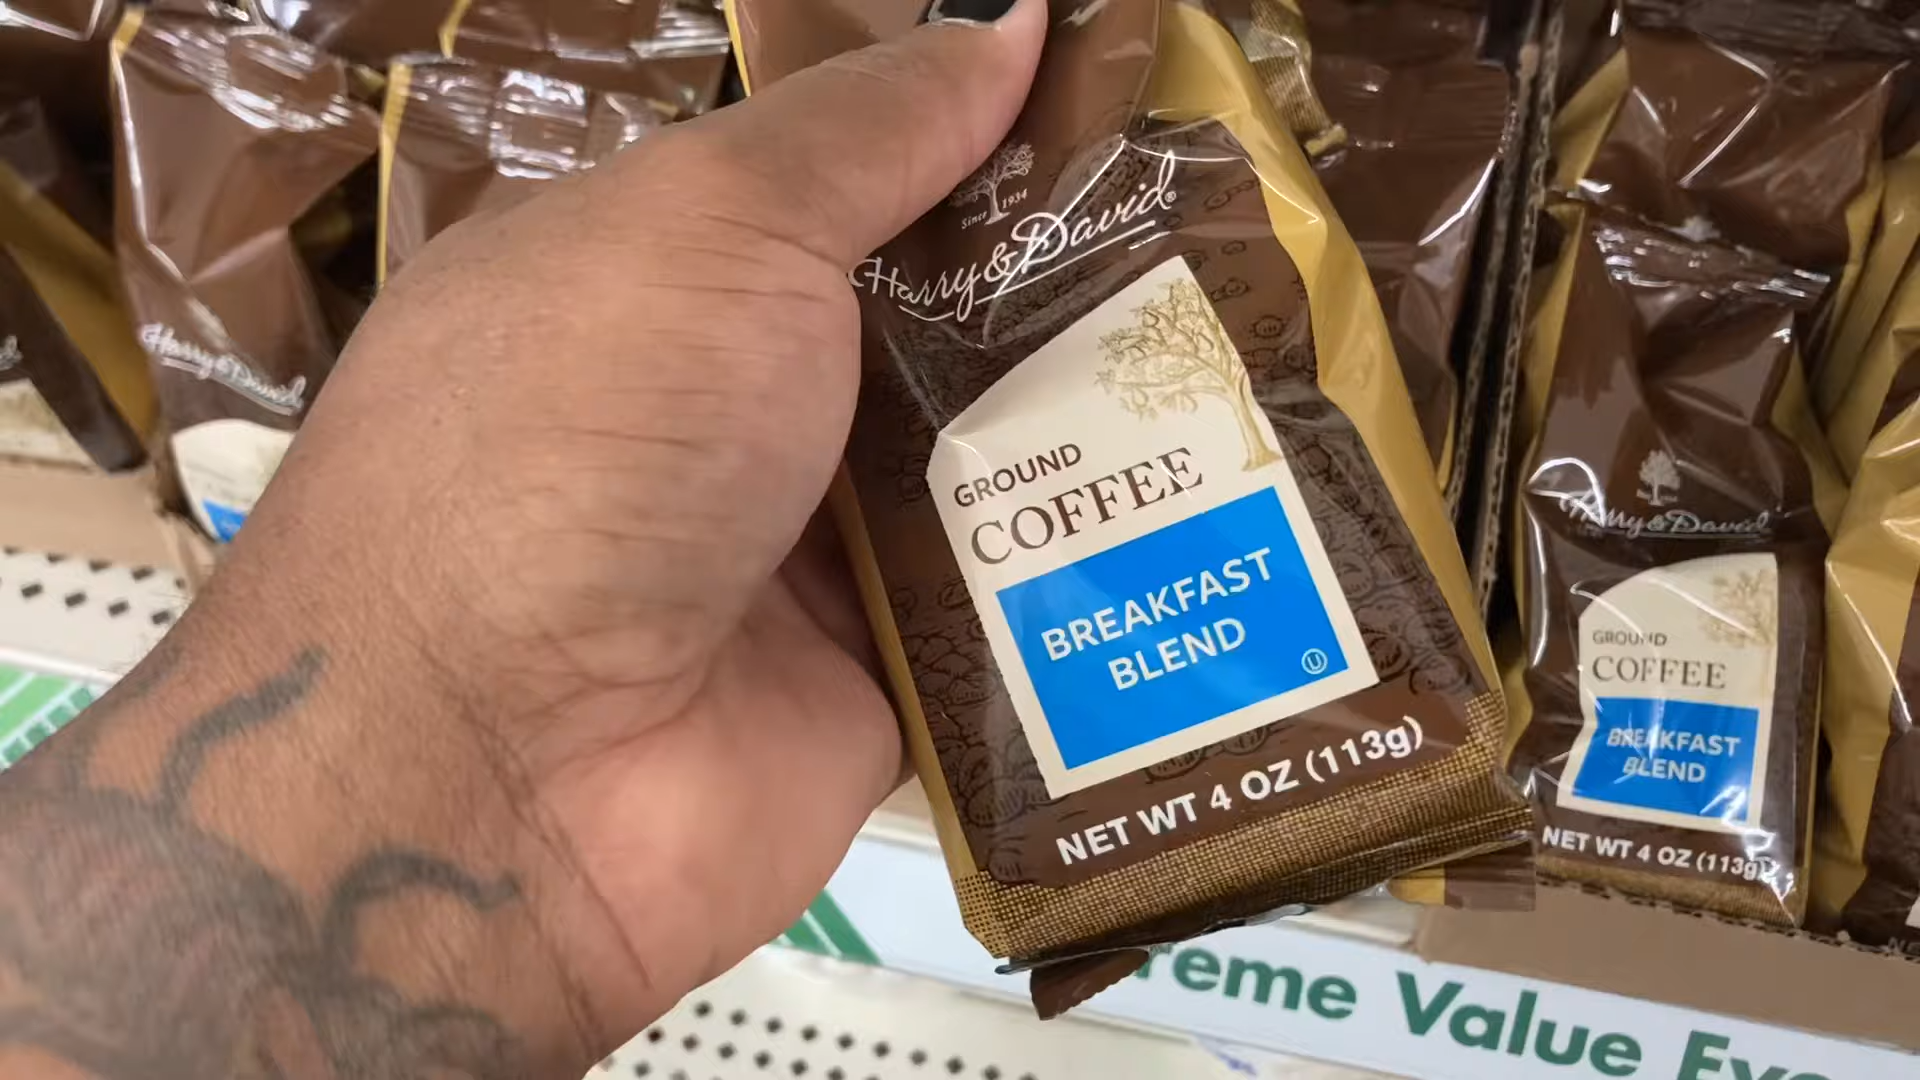 Since 1934
Harry & David®
GROUND
COFFEE
BREAKFAST
BLEND
U
NET WT 4 OZ (113g)
Harry & David
Harry & David
GROUND
COFFEE
BREAKFAST
BLEND
NET WT 4 OZ (113g)
Value